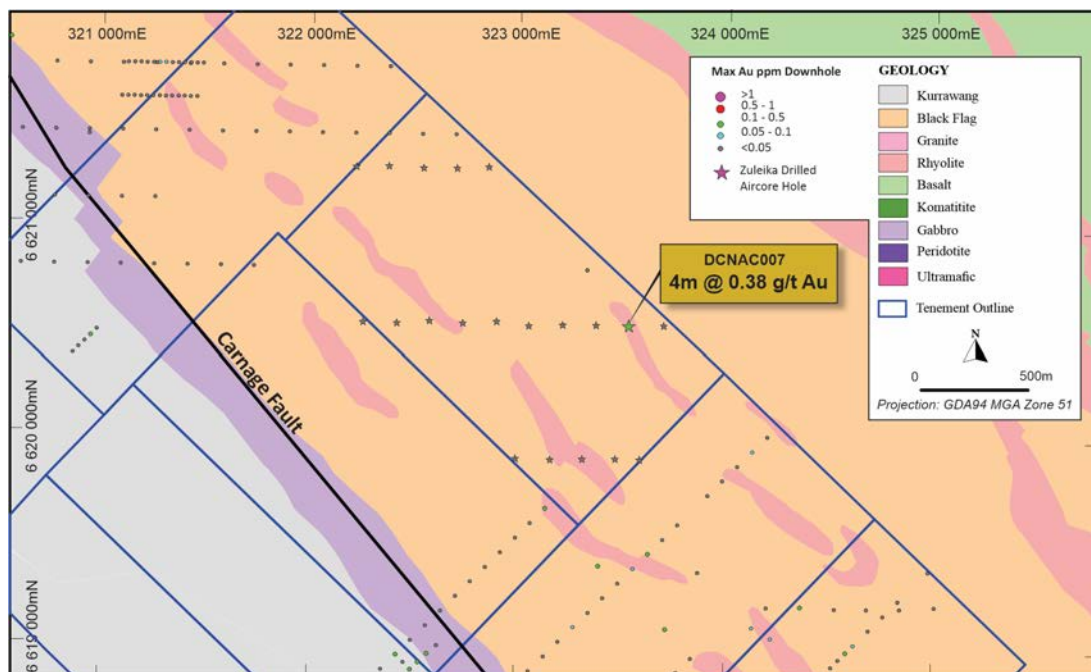 321 000mE
322 000mE
323 000mE
324 000mE
325 000mE
6 621 000mN
6 620 000mN
6 619 000mN
Carnage Fault
DCNAC007
4m @ 0.38 g/t Au
Max Au ppm Downhole
>1
0.5 - 1
0.1 - 0.5
0.05 - 0.1
<0.05
Zuleika Drilled
Aircore Hole
GEOLOGY
Kurrawang
Black Flag
Granite
Rhyolite
Basalt
Komatitite
Gabbro
Peridotite
Ultramafic
Tenement Outline
N
0 500m
Projection: GDA94 MGA Zone 51